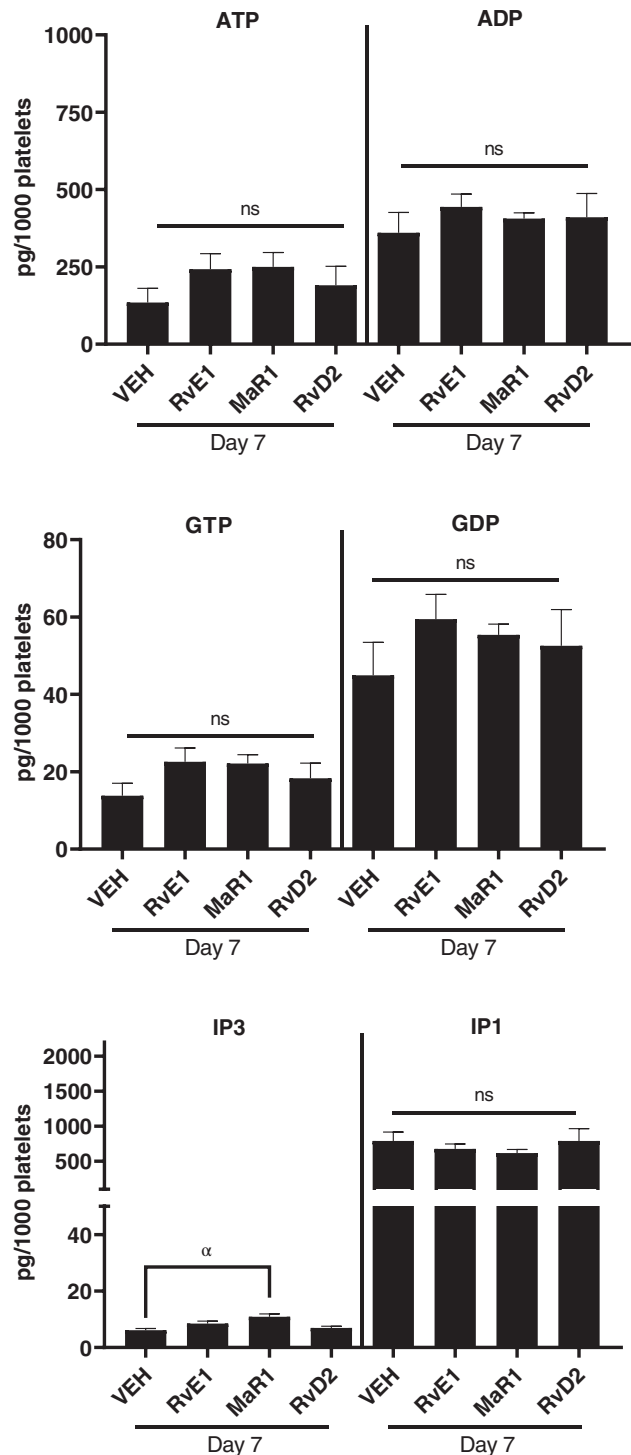 ATP ADP
pg/1000 platelets
1000
750
500
250
0
ns
ns
VEH RvE1 MaR1 RvD2 VEH RvE1 MaR1 RvD2
Day 7 Day 7
GTP GDP
pg/1000 platelets
80
60
40
20
0
ns
ns
VEH RvE1 MaR1 RvD2 VEH RvE1 MaR1 RvD2
Day 7 Day 7
IP3 IP1
pg/1000 platelets
2000
1500
1000
500
40
20
0
ns
α
VEH RvE1 MaR1 RvD2 VEH RvE1 MaR1 RvD2
Day 7 Day 7